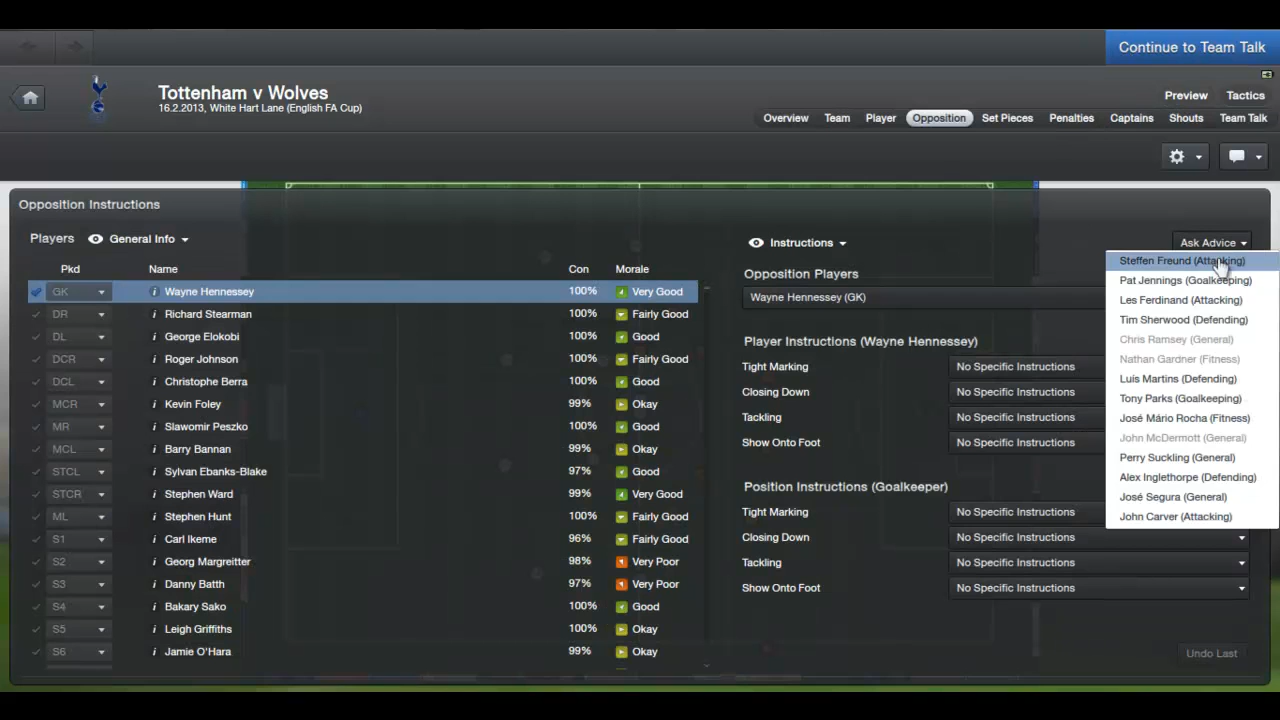 Continue to Team Talk
Tottenham v Wolves
16.2.2013, White Hart Lane (English FA Cup)
Preview Tactics
Overview Team Player Opposition Set Pieces Penalties Captains Shouts Team Talk
Opposition Instructions
Players General Info
Pkd Name Con Morale
GK i Wayne Hennessey 100% Very Good
DR i Richard Stearman 100% Fairly Good
DL i George Elokobi 100% Good
DCR i Roger Johnson 100% Fairly Good
DCL i Christophe Berra 100% Good
MCR i Kevin Foley 99% Okay
MR i Slawomir Peszko 100% Good
MCL i Barry Bannan 99% Okay
STCL i Sylvan Ebanks-Blake 97% Good
STCR i Stephen Ward 99% Very Good
ML i Stephen Hunt 100% Fairly Good
S1 i Carl Ikeme 96% Fairly Good
S2 i Georg Margreitter 98% Very Poor
S3 i Danny Batth 97% Very Poor
S4 i Bakary Sako 100% Good
S5 i Leigh Griffiths 100% Okay
S6 i Jamie O'Hara 99% Okay
Instructions
Opposition Players
Wayne Hennessey (GK)
Player Instructions (Wayne Hennessey)
Tight Marking No Specific Instructions
Closing Down No Specific Instructions
Tackling No Specific Instructions
Show Onto Foot No Specific Instructions
Position Instructions (Goalkeeper)
Tight Marking No Specific Instructions
Closing Down No Specific Instructions
Tackling No Specific Instructions
Show Onto Foot No Specific Instructions
Ask Advice
Steffen Freund (Attacking)
Pat Jennings (Goalkeeping)
Les Ferdinand (Attacking)
Tim Sherwood (Defending)
Chris Ramsey (General)
Nathan Gardner (Fitness)
Luís Martins (Defending)
Tony Parks (Goalkeeping)
José Mário Rocha (Fitness)
John McDermott (General)
Perry Suckling (General)
Alex Inglethorpe (Defending)
José Segura (General)
John Carver (Attacking)
Undo Last